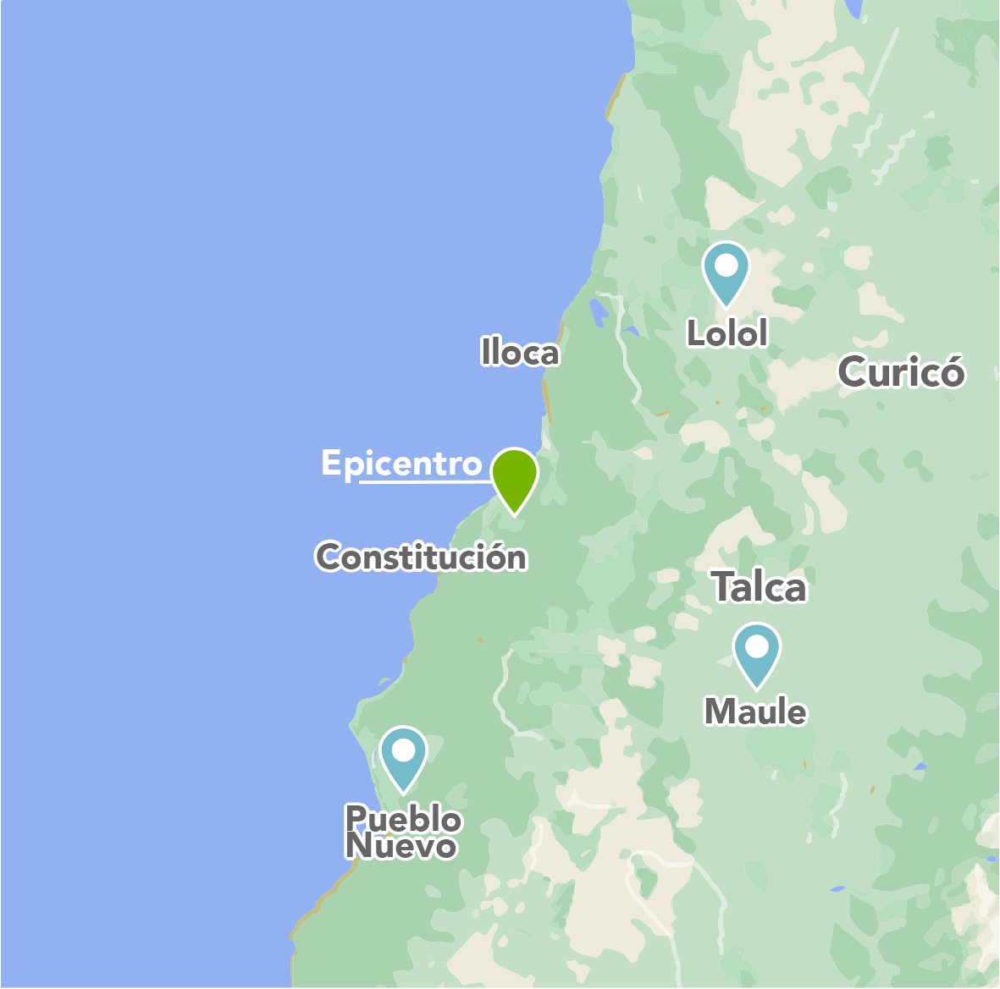 Lolol
Iloca
Curicó
Epicentro
Constitución
Talca
Maule
Pueblo
Nuevo